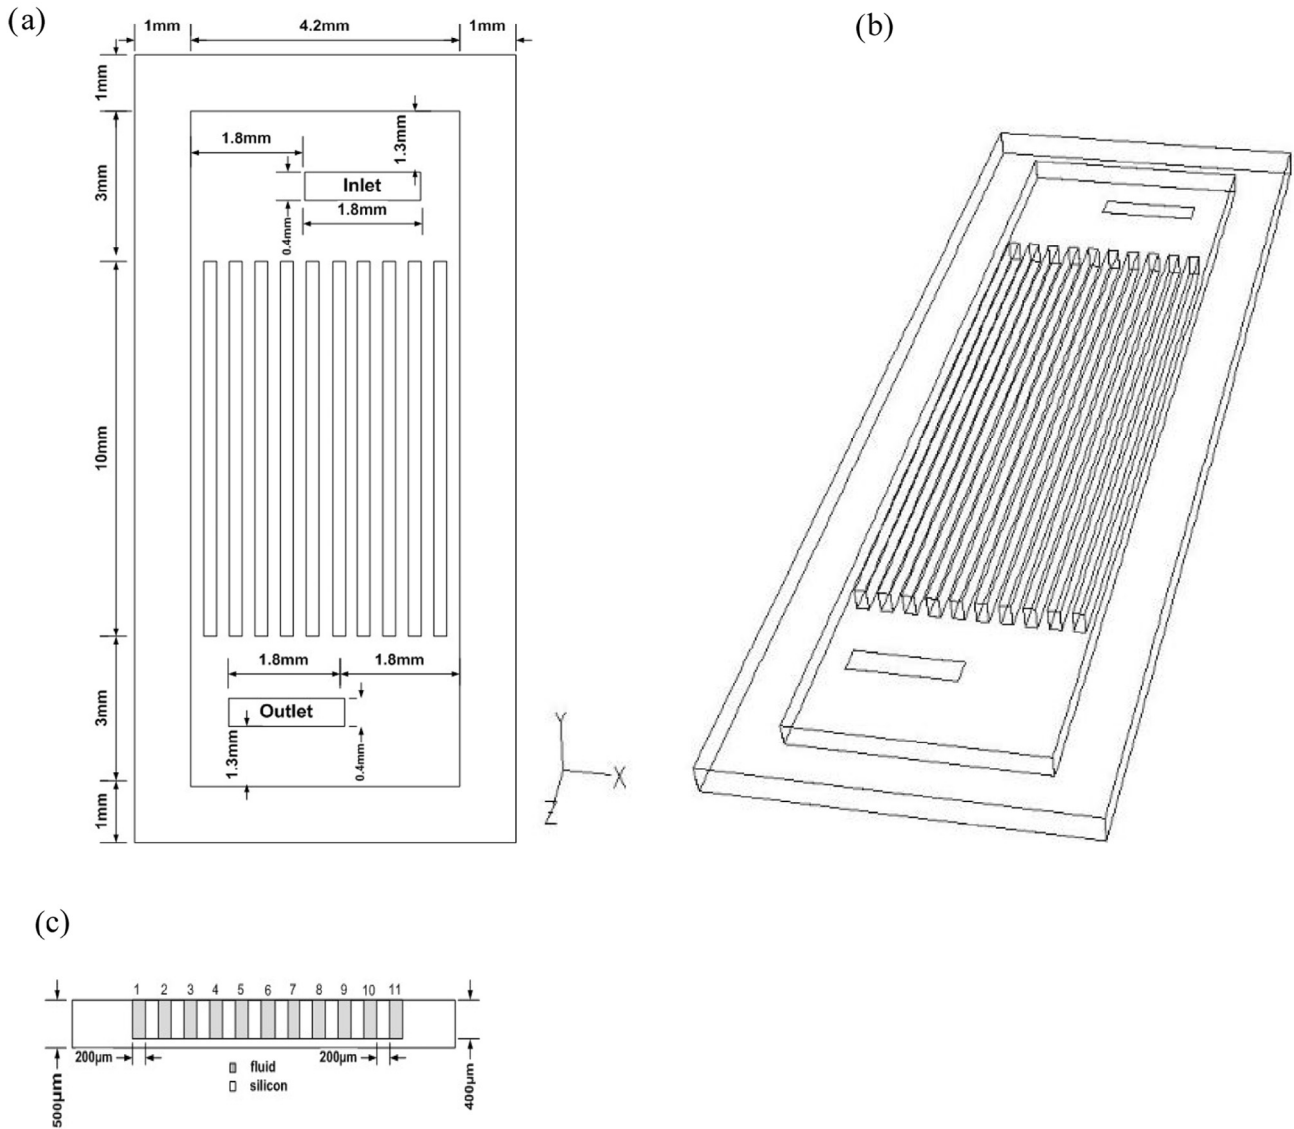 (a)
(b)
1mm 4.2mm 1mm
1mm
1.8mm
1.3mm
3mm
Inlet
1.8mm
0.4mm
10mm
1.8mm 1.8mm
3mm
Outlet
1.3mm
0.4mm
1mm
Y
X
Z
(c)
1 2 3 4 5 6 7 8 9 10 11
200µm 200µm
fluid
silicon
500µm
400µm